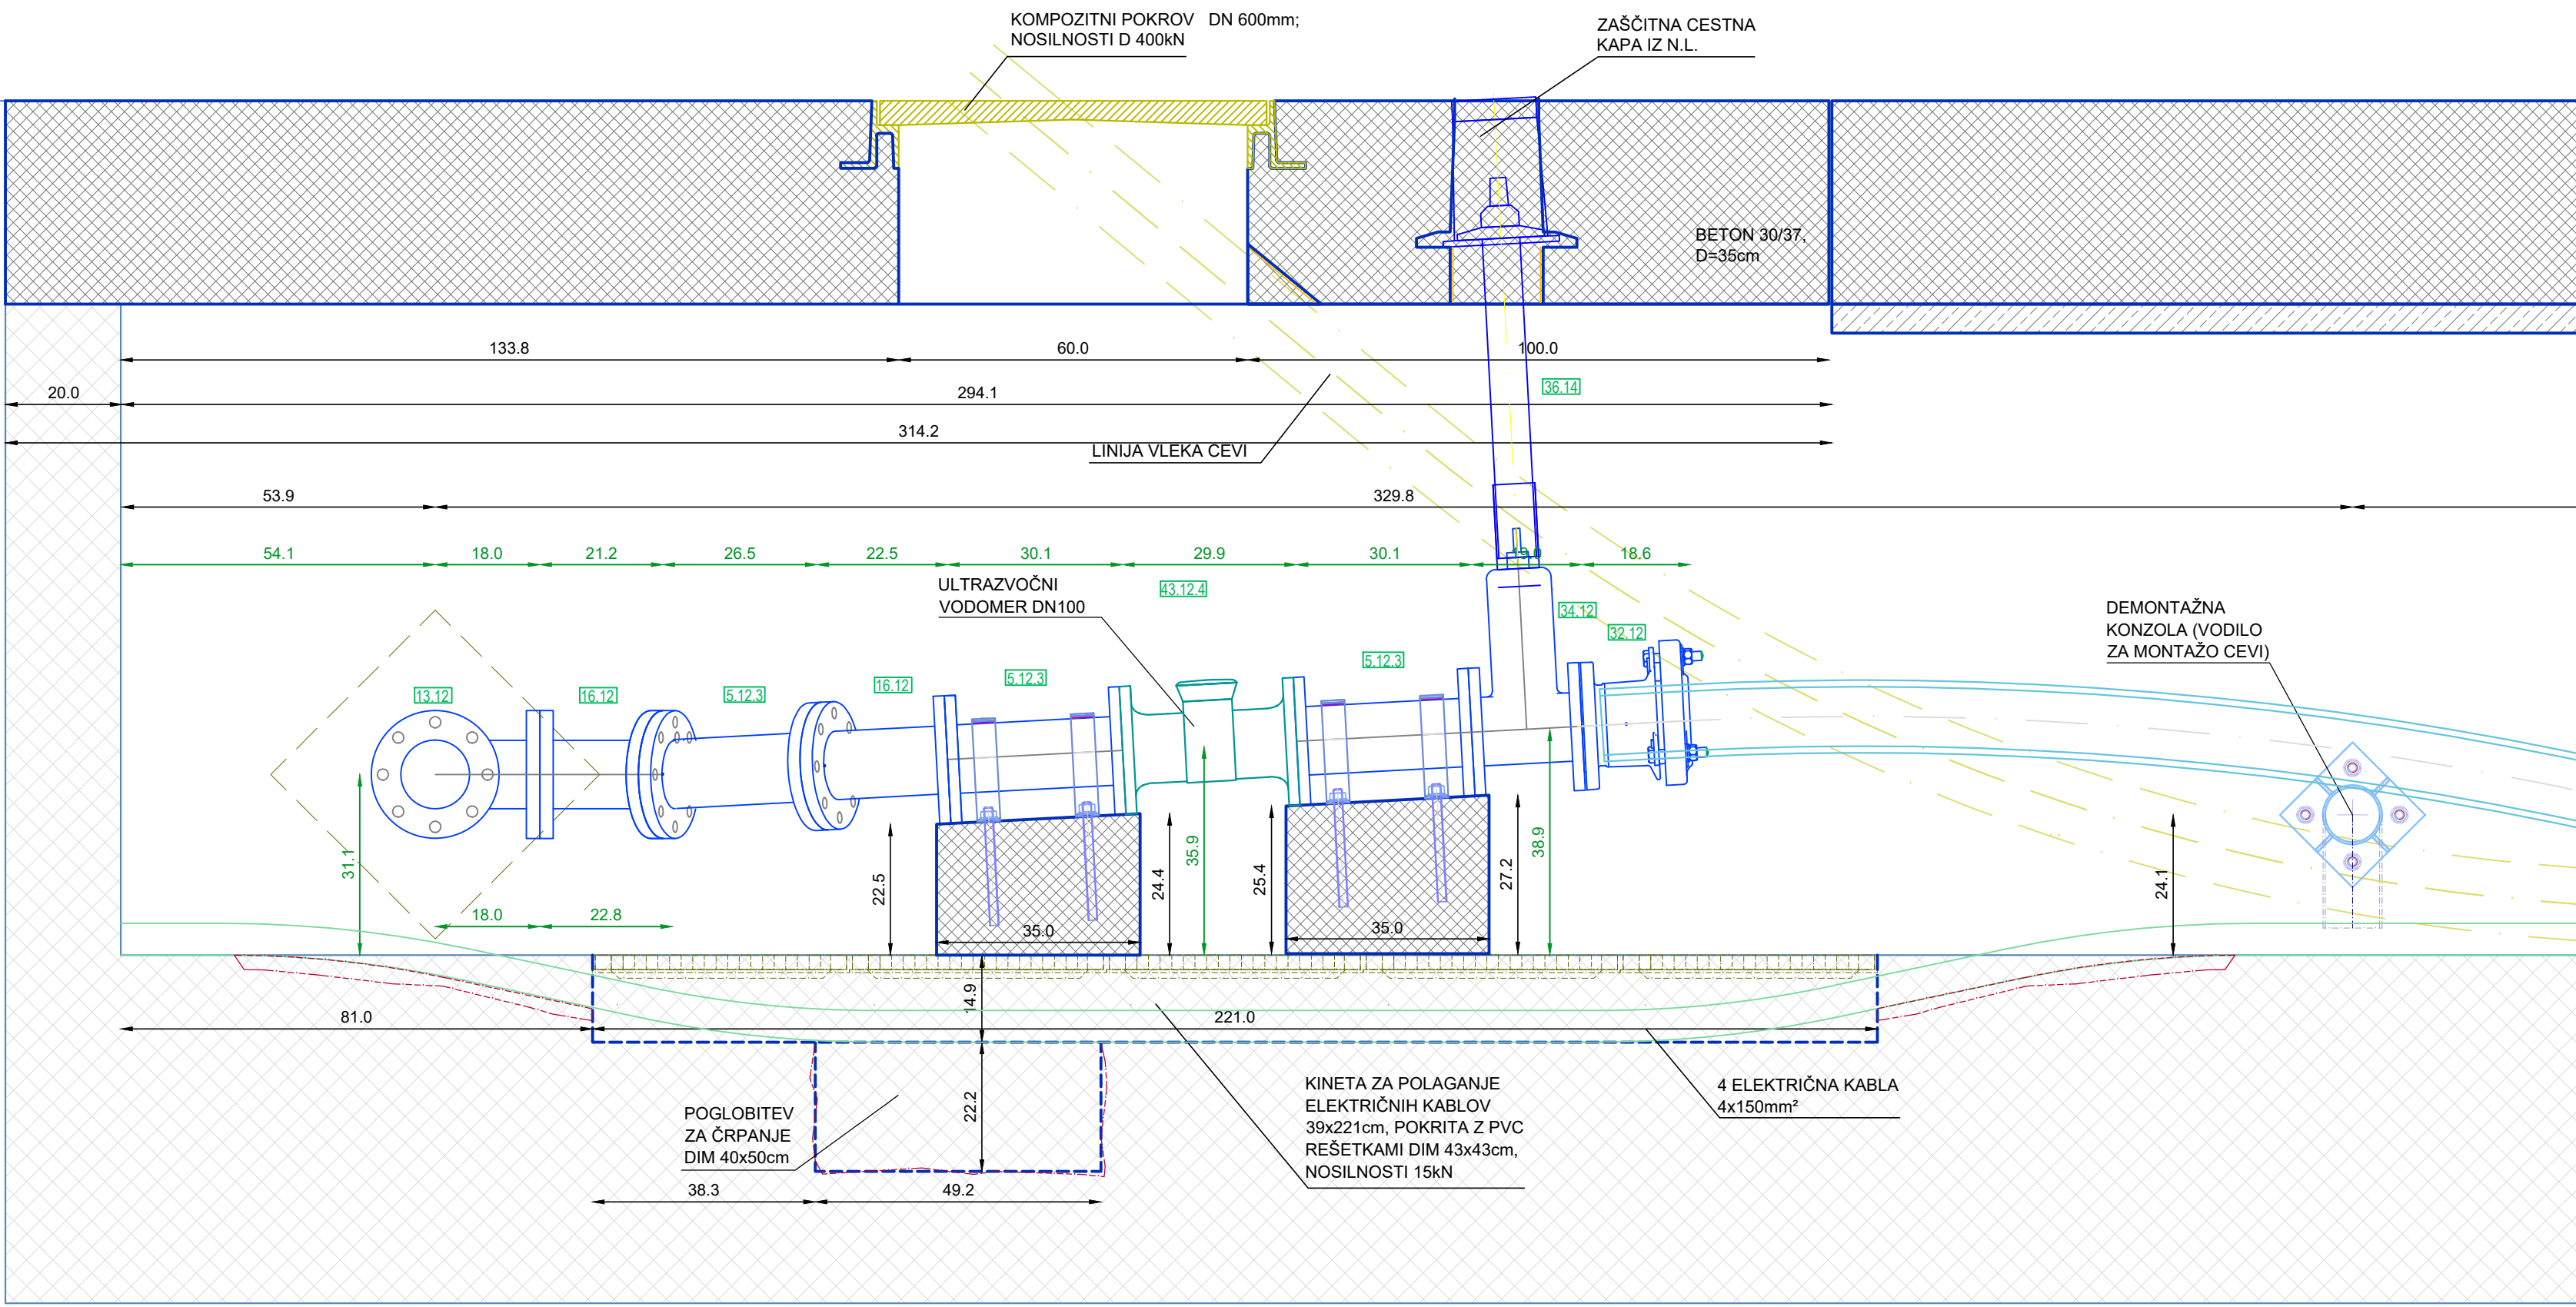 KOMPOZITNI POKROV   DN 600mm;
NOSILNOSTI D 400kN
ZAŠČITNA CESTNA
KAPA IZ N.L.
BETON 30/37,
D=35cm
133.8
60.0
100.0
36.14
20.0
294.1
314.2
LINIJA VLEKA CEVI
53.9
329.8
54.1
18.0
21.2
26.5
22.5
30.1
29.9
30.1
19.0
18.6
ULTRAZVOČNI
VODOMER DN100
43.12.4
34.12
32.12
DEMONTAŽNA
KONZOLA (VODILO
ZA MONTAŽO CEVI)
13.12
16.12
5.12.3
16.12
5.12.3
5.12.3
31.1
22.5
24.4
35.9
25.4
27.2
38.9
24.1
18.0
22.8
35.0
35.0
14.9
81.0
221.0
22.2
POGLOBITEV
ZA ČRPANJE
DIM 40x50cm
KINETA ZA POLAGANJE
ELEKTRIČNIH KABLOV
39x221cm, POKRITA Z PVC
REŠETKAMI DIM 43x43cm,
NOSILNOSTI 15kN
4 ELEKTRIČNA KABLA
4x150mm²
38.3
49.2